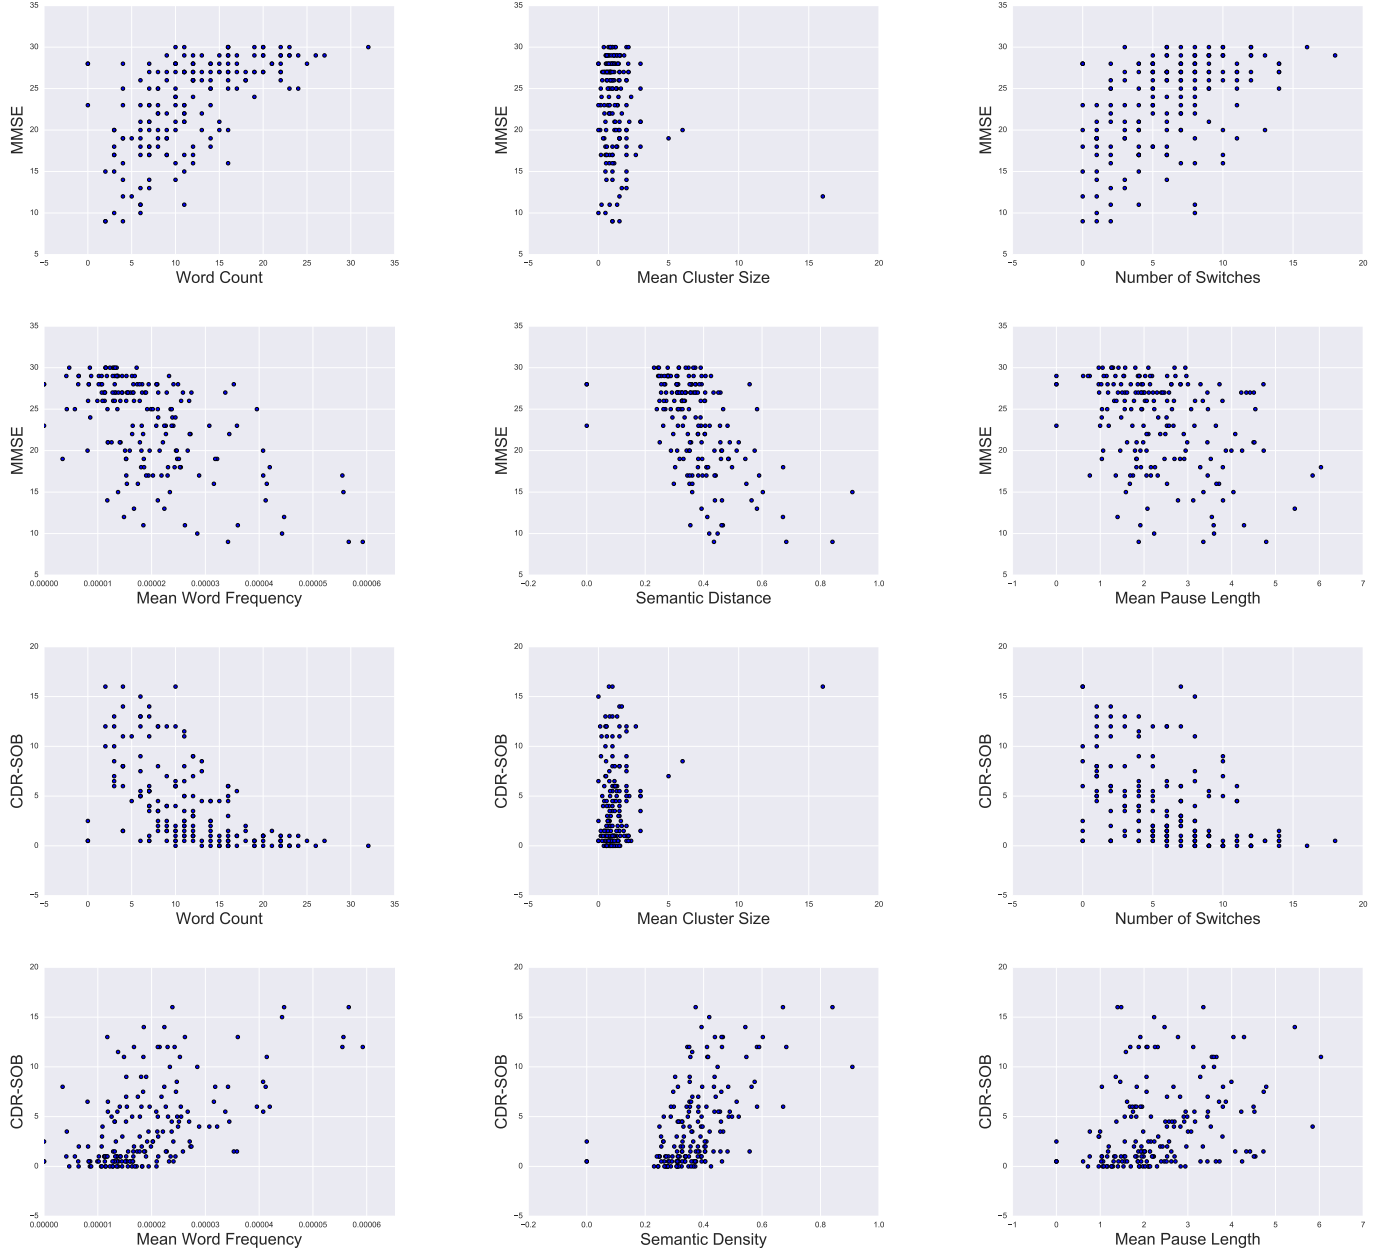 35
30
25
20
15
10
5
MMSE
−5 0 5 10 15 20 25 30 35
Word Count
35
30
25
20
15
10
5
MMSE
−5 0 5 10 15 20
Mean Cluster Size
35
30
25
20
15
10
5
MMSE
−5 0 5 10 15 20
Number of Switches
35
30
25
20
15
10
5
MMSE
0.00000 0.00001 0.00002 0.00003 0.00004 0.00005 0.00006
Mean Word Frequency
35
30
25
20
15
10
5
MMSE
−0.2 0.0 0.2 0.4 0.6 0.8 1.0
Semantic Distance
35
30
25
20
15
10
5
MMSE
−1 0 1 2 3 4 5 6 7
Mean Pause Length
20
15
10
5
0
−5
CDR-SOB
−5 0 5 10 15 20 25 30 35
Word Count
20
15
10
5
0
−5
CDR-SOB
−5 0 5 10 15 20
Mean Cluster Size
20
15
10
5
0
−5
CDR-SOB
−5 0 5 10 15 20
Number of Switches
20
15
10
5
0
−5
CDR-SOB
0.00000 0.00001 0.00002 0.00003 0.00004 0.00005 0.00006
Mean Word Frequency
20
15
10
5
0
−5
CDR-SOB
−0.2 0.0 0.2 0.4 0.6 0.8 1.0
Semantic Density
20
15
10
5
0
−5
CDR-SOB
−1 0 1 2 3 4 5 6 7
Mean Pause Length